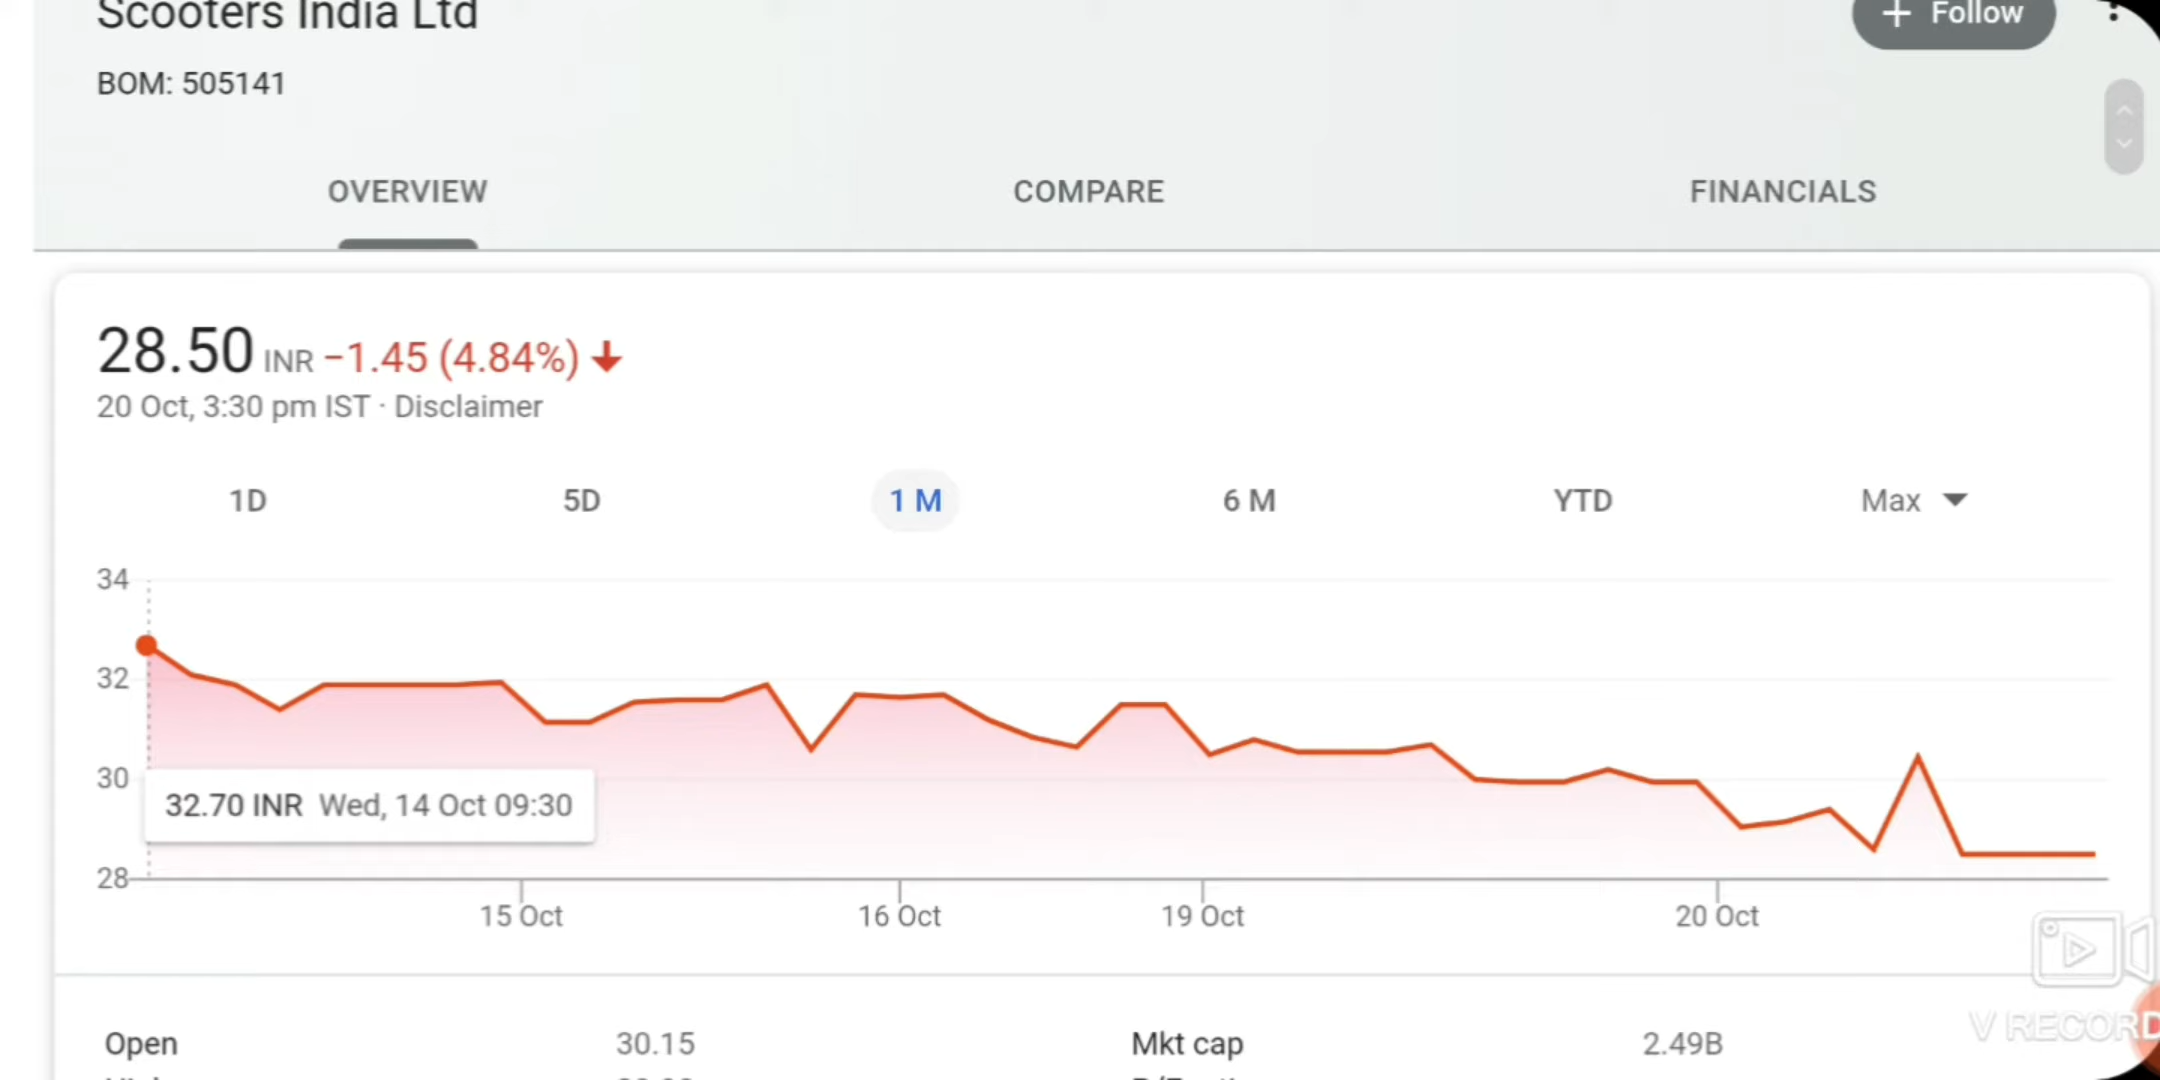 Scooters India Ltd
+ Follow
BOM: 505141
OVERVIEW
COMPARE
FINANCIALS
28.50 INR −1.45 (4.84%)
20 Oct, 3:30 pm IST · Disclaimer
1D
5D
1 M
6 M
YTD
Max
34
32
30
28
32.70 INR Wed, 14 Oct 09:30
15 Oct
16 Oct
19 Oct
20 Oct
Open 30.15
Mkt cap 2.49B
V RECORD